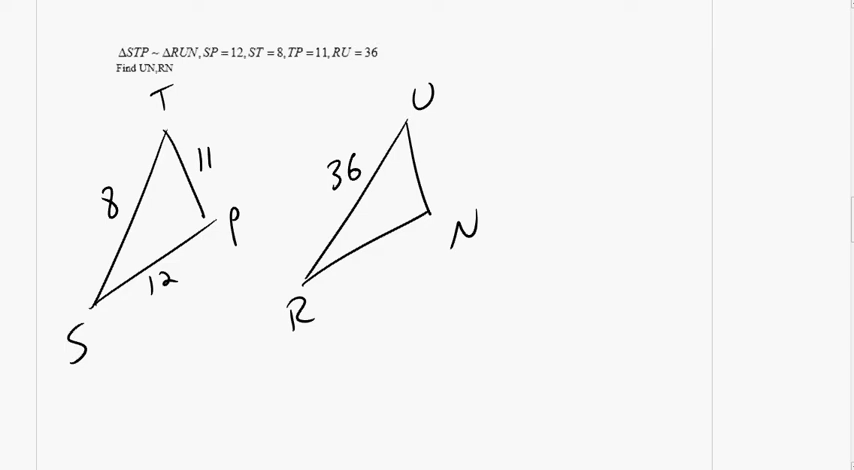 ΔSTP ~ ΔRUN, SP = 12, ST = 8, TP = 11, RU = 36
Find UN,RN
T
U
11
36
8
P
N
12
R
S